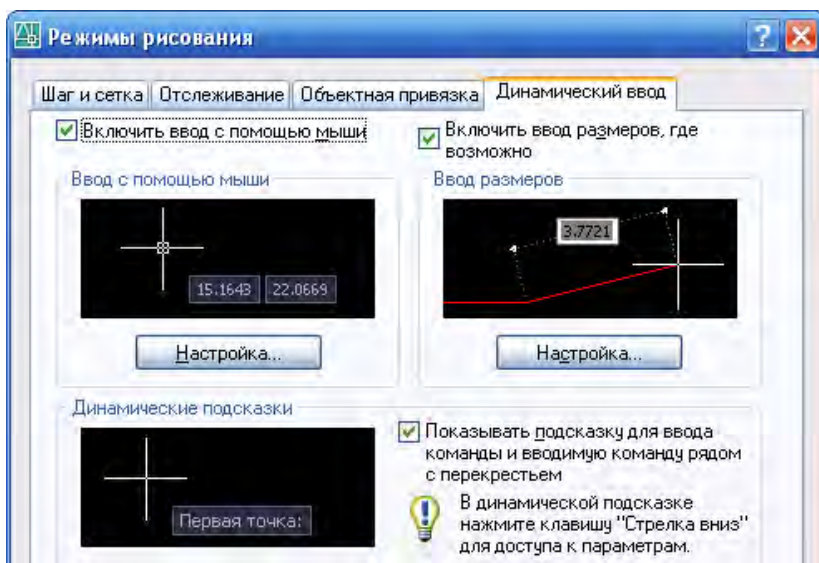 Режимы рисования
Шаг и сетка Отслеживание Объектная привязка Динамический ввод
Включить ввод с помощью мыши
Включить ввод размеров, где
возможно
Ввод с помощью мыши
15.1643 22.0669
Настройка...
Ввод размеров
3.7721
Настройка...
Динамические подсказки
Первая точка:
Показывать подсказку для ввода
команды и вводимую команду рядом
с перекрестьем
В динамической подсказке
нажмите клавишу "Стрелка вниз"
для доступа к параметрам.